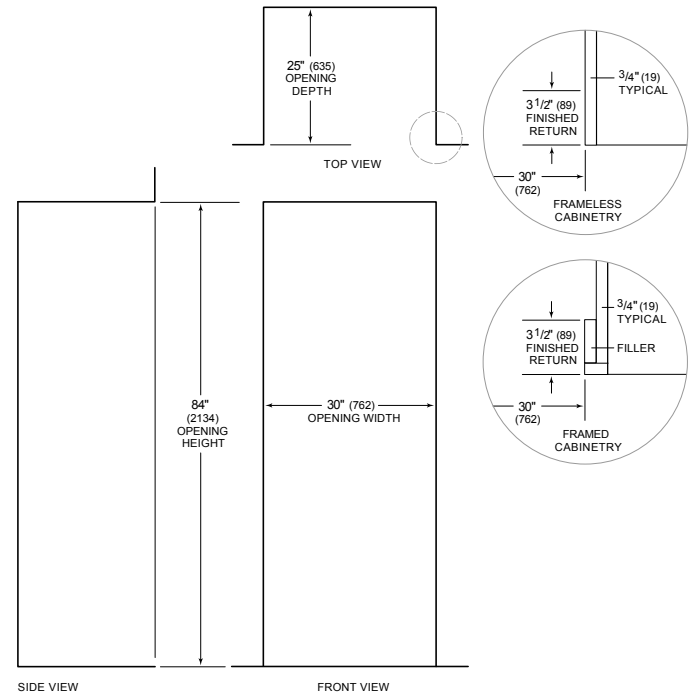 25" (635)
OPENING
DEPTH
TOP VIEW
3/4" (19)
TYPICAL
3 1/2" (89)
FINISHED
RETURN
30"
(762)
FRAMELESS
CABINETRY
3/4" (19)
TYPICAL
3 1/2" (89)
FINISHED
RETURN
FILLER
30"
(762)
FRAMED
CABINETRY
84"
(2134)
OPENING
HEIGHT
30" (762)
OPENING WIDTH
SIDE VIEW
FRONT VIEW